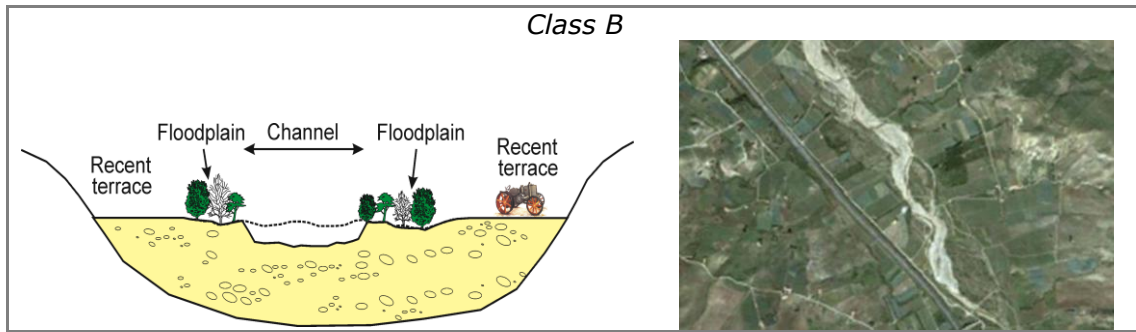 Class B
Floodplain Channel Floodplain
Recent
terrace
Recent
terrace